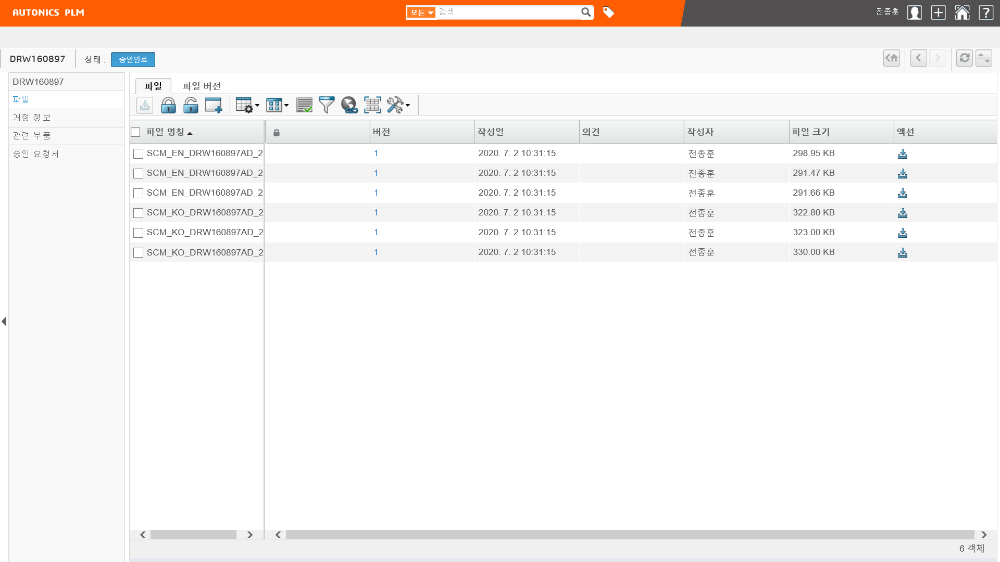 AUTONICS PLM
모든
검색
전종훈
DRW160897
상태 :
승인완료
DRW160897
파일
개정 정보
관련 부품
승인 요청서
파일
파일 버전
파일 명칭 버전 작성일 의견 작성자 파일 크기 액션
SCM_EN_DRW160897AD_2 1 2020. 7. 2 10:31:15 전종훈 298.95 KB
SCM_EN_DRW160897AD_2 1 2020. 7. 2 10:31:15 전종훈 291.47 KB
SCM_EN_DRW160897AD_2 1 2020. 7. 2 10:31:15 전종훈 291.66 KB
SCM_KO_DRW160897AD_2 1 2020. 7. 2 10:31:15 전종훈 322.80 KB
SCM_KO_DRW160897AD_2 1 2020. 7. 2 10:31:15 전종훈 323.00 KB
SCM_KO_DRW160897AD_2 1 2020. 7. 2 10:31:15 전종훈 330.00 KB
6 객체